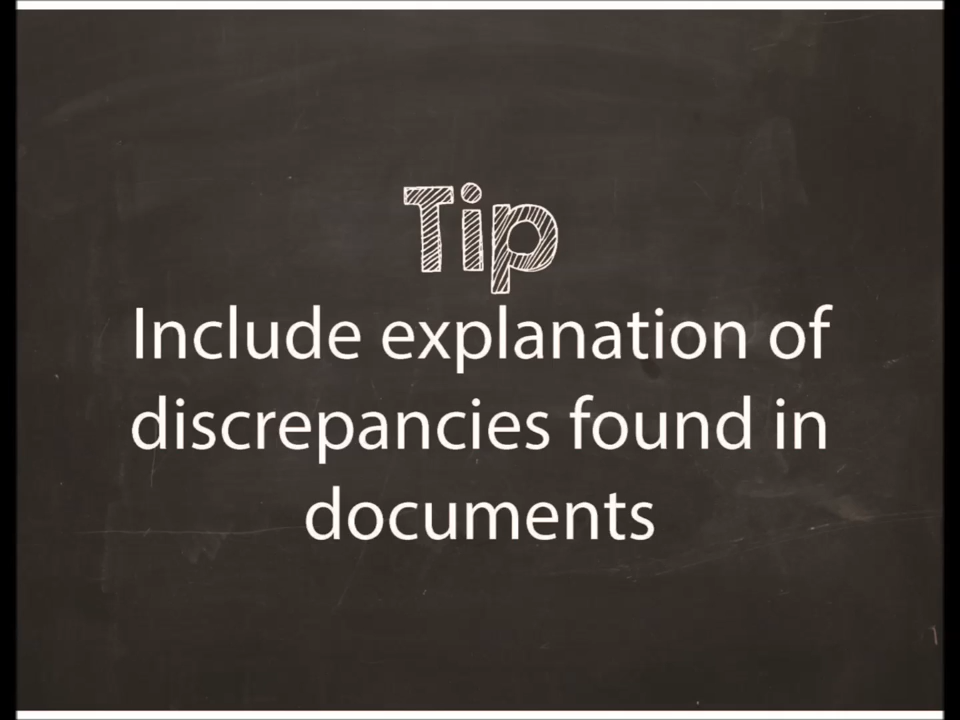 Tip
Include explanation of
discrepancies found in
documents